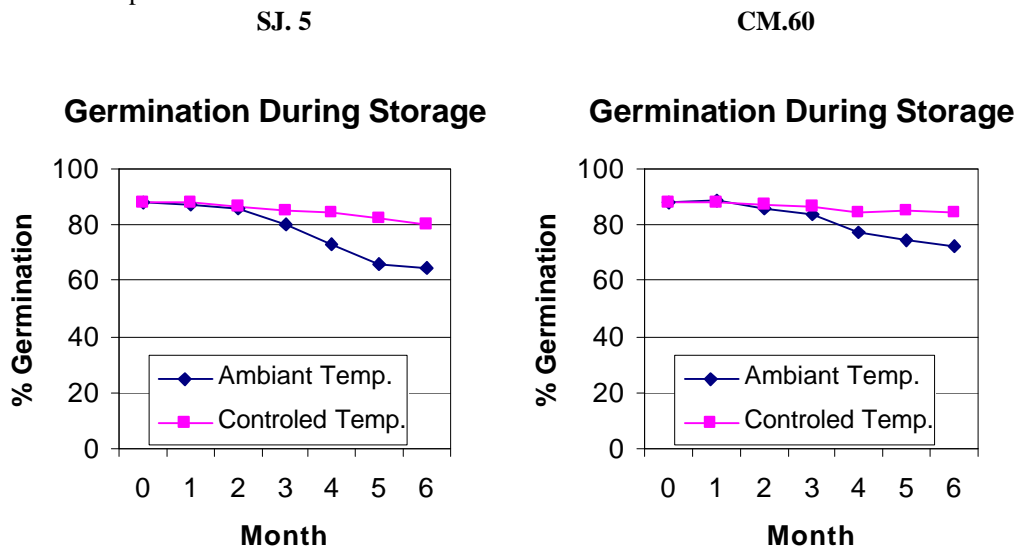 SJ. 5
CM.60
Germination During Storage
100
80
60
40
20
0
% Germination
Ambiant Temp.
Controled Temp.
0 1 2 3 4 5 6
Month
Germination During Storage
100
80
60
40
20
0
% Germination
Ambiant Temp.
Controled Temp.
0 1 2 3 4 5 6
Month